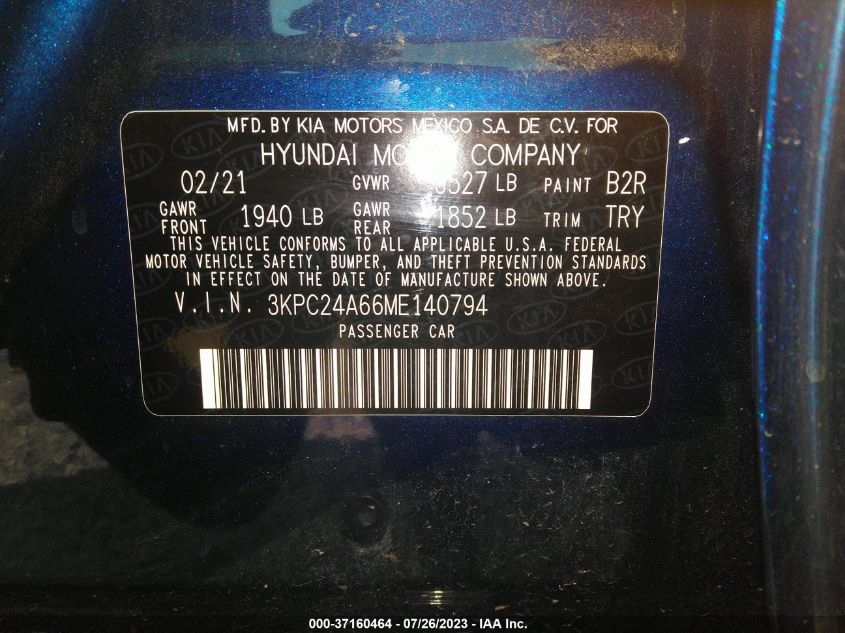 MFD. BY KIA MOTORS MEXICO S.A. DE C.V. FOR
HYUNDAI COMPANY
02/21 GVWR LB PAINT B2R
GAWR FRONT 1940 LB GAWR REAR 1852 LB TRIM TRY
THIS VEHICLE CONFORMS TO ALL APPLICABLE U.S.A. FEDERAL
MOTOR VEHICLE SAFETY, BUMPER, AND THEFT PREVENTION STANDARDS
IN EFFECT ON THE DATE OF MANUFACTURE SHOWN ABOVE.
V.I.N. 3KPC24A66ME140794
PASSENGER CAR
000-37160464 - 07/26/2023 - IAA Inc.